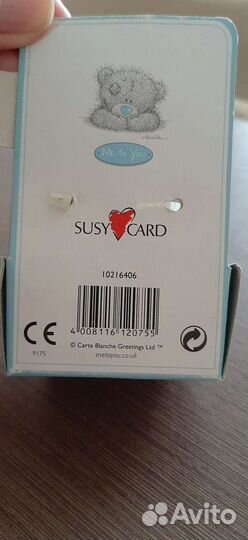 ME to You
SUSY CARD
10216406
4 008116 120755
CE
9175
© Carte Blanche Greetings Ltd ™
metoyou.co.uk
Avito